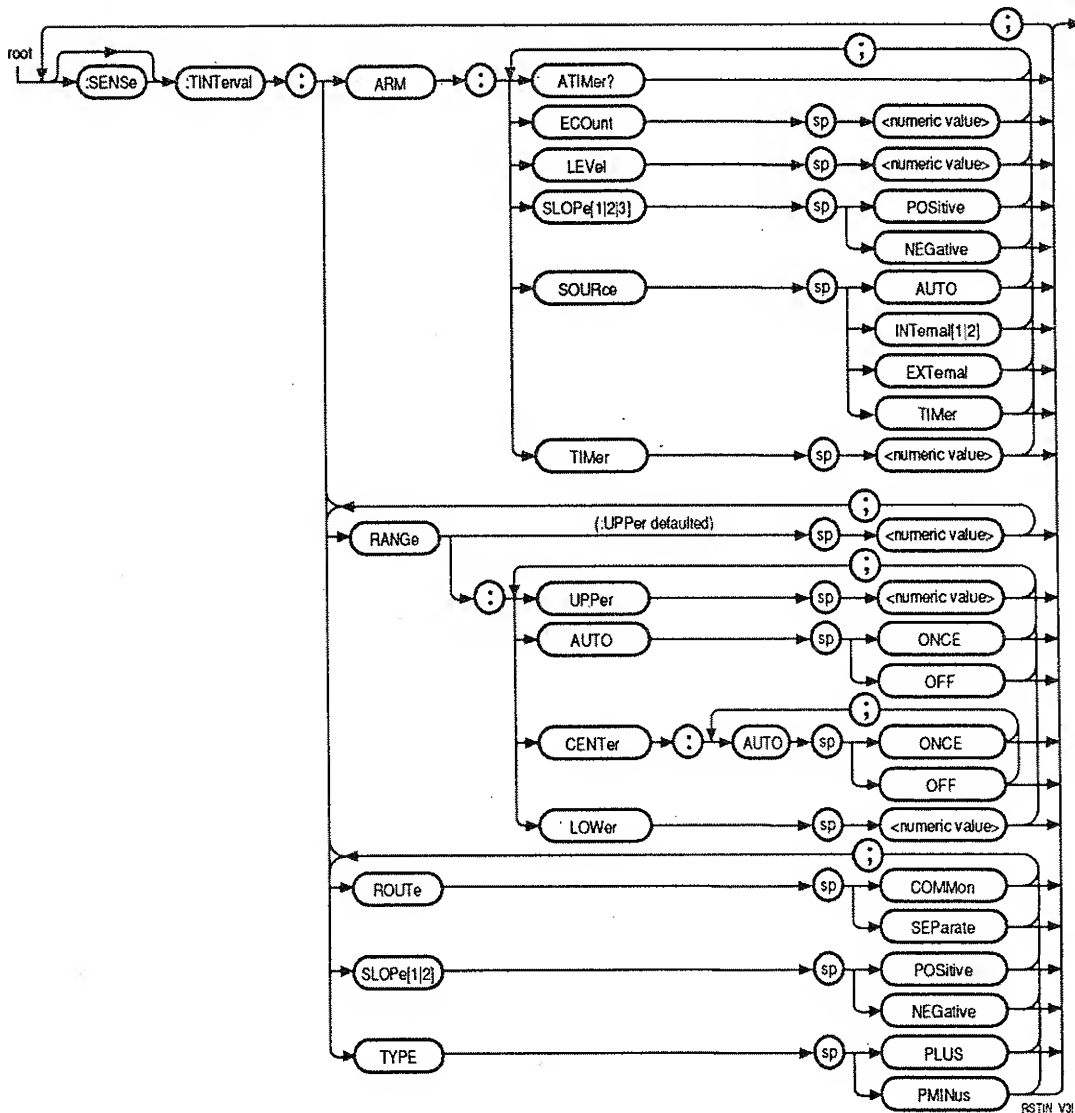 ;
root
:SENSe :TINTerval : ARM : ATIMer? ;
ECOunt sp <numeric value>
LEVel sp <numeric value>
SLOPe[1|2|3] sp POSitive
NEGative
SOURce sp AUTO
INTernal[1|2]
EXTernal
TIMer
TIMer sp <numeric value>
;
(:UPPer defaulted)
RANGe sp <numeric value>
;
: UPPer sp <numeric value>
AUTO sp ONCE
OFF
;
CENTer : AUTO sp ONCE
OFF
LOWer sp <numeric value>
;
ROUTe sp COMMon
SEParate
SLOPe[1|2] sp POSitive
NEGative
TYPE sp PLUS
PMINus
RSTIN